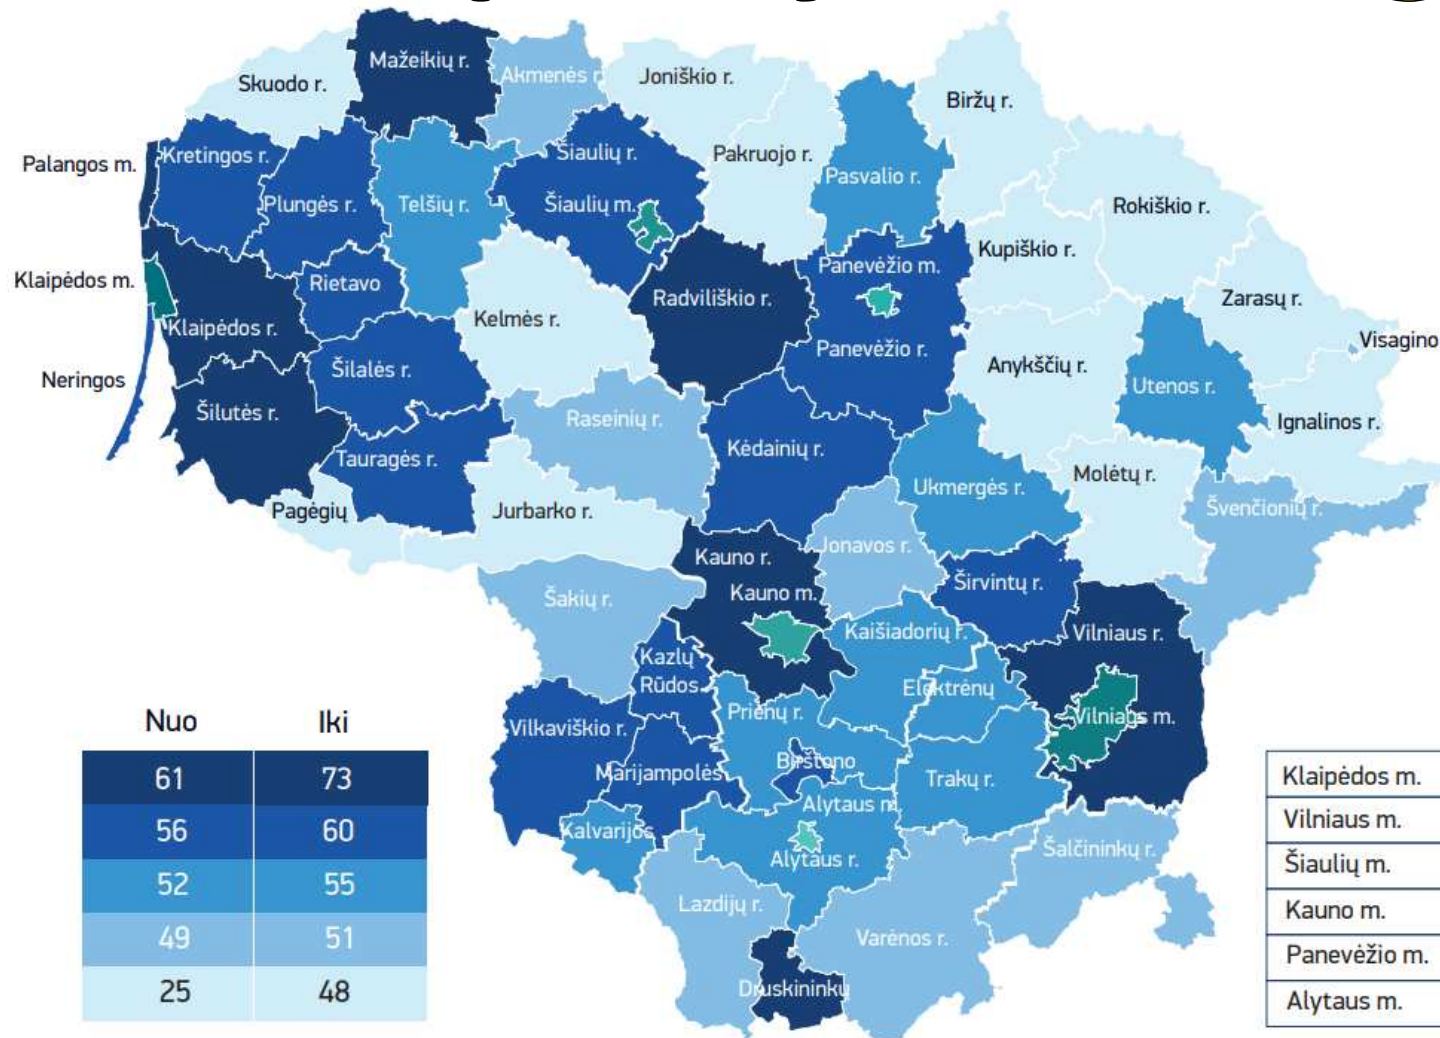 Mažeikių r.
Skuodo r.
Akmenės r
Joniškio r.
Biržų r.
Palangos m.
Kretingos r.
Šiaulių r.
Pakruojo r.
Pasvalio r.
Plungės r.
Telšių r.
Šiaulių m.
Rokiškio r.
Kupiškio r.
Klaipėdos m.
Rietavo
Panevėžio m.
Radviliškio r.
Zarasų r.
Klaipėdos r.
Kelmės r.
Visagino
Panevėžio r.
Neringos
Šilalės r.
Anykščių r.
Utenos r.
Šilutės r.
Raseinių r.
Ignalinos r.
Tauragės r.
Kėdainių r.
Molėtų r.
Ukmergės r.
Pagėgių
Jurbarko r.
Švenčionių r.
Kauno r.
Jonavos r.
Širvintų r.
Kauno m.
Šakių r.
Kaišiadorių r.
Vilniaus r.
Kazlų
Rūdos
Elektrėnų
Prienų r.
Vilniaus m.
Vilkaviškio r.
Birštono
Marijampolės
Trakų r.
Alytaus m.
Kalvarijos
Alytaus r.
Šalčininkų r.
Lazdijų r.
Varėnos r.
Druskininkų
Nuo Iki
61 73
56 60
52 55
49 51
25 48
Klaipėdos m.
Vilniaus m.
Šiaulių m.
Kauno m.
Panevėžio m.
Alytaus m.